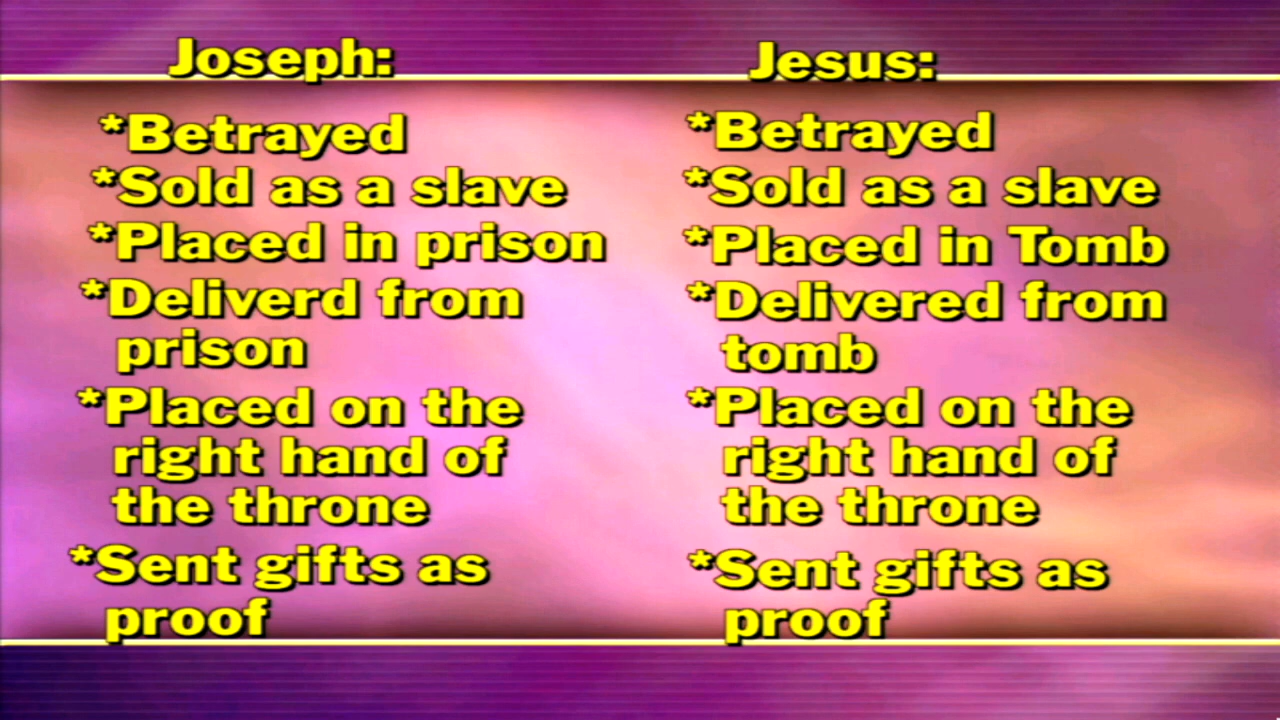 Joseph:
*Betrayed
*Sold as a slave
*Placed in prison
*Deliverd from
prison
*Placed on the
right hand of
the throne
*Sent gifts as
proof
Jesus:
*Betrayed
*Sold as a slave
*Placed in Tomb
*Delivered from
tomb
*Placed on the
right hand of
the throne
*Sent gifts as
proof